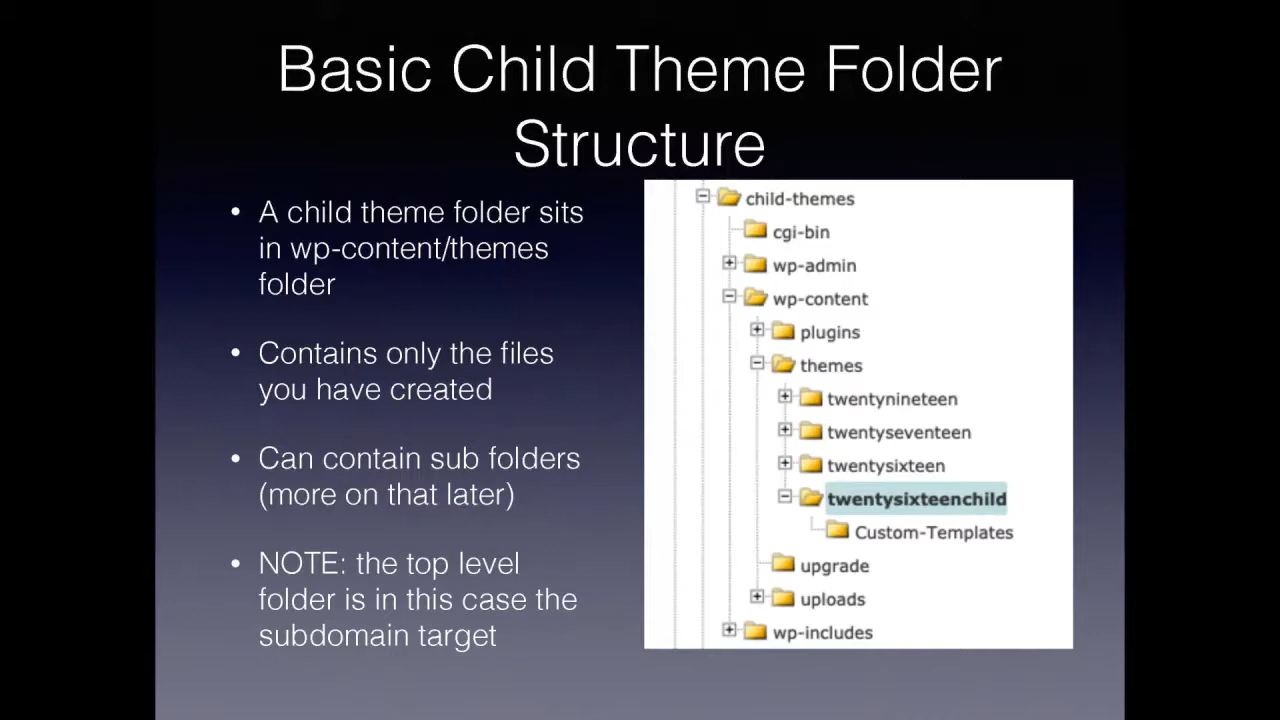 Basic Child Theme Folder
Structure
• A child theme folder sits
in wp-content/themes
folder
• Contains only the files
you have created
• Can contain sub folders
(more on that later)
• NOTE: the top level
folder is in this case the
subdomain target
child-themes
cgi-bin
wp-admin
wp-content
plugins
themes
twentynineteen
twentyseventeen
twentysixteen
twentysixteenchild
Custom-Templates
upgrade
uploads
wp-includes